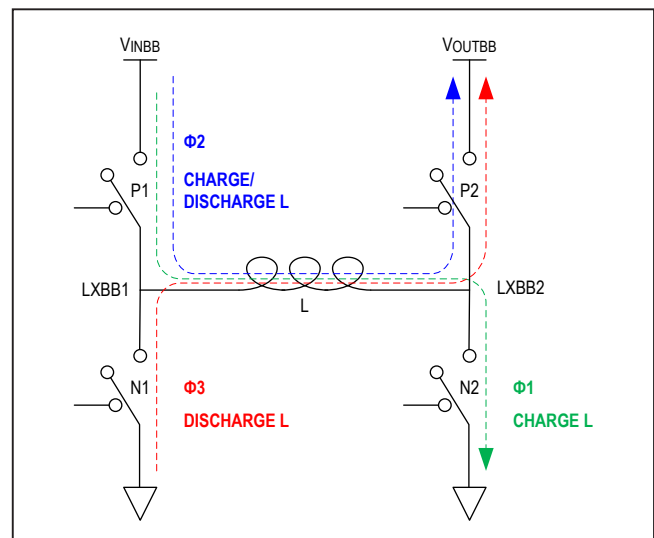 VINBB
VOUTBB
Φ2
CHARGE/
DISCHARGE L
P1
P2
LXBB1
L
LXBB2
N1
Φ3
DISCHARGE L
N2
Φ1
CHARGE L